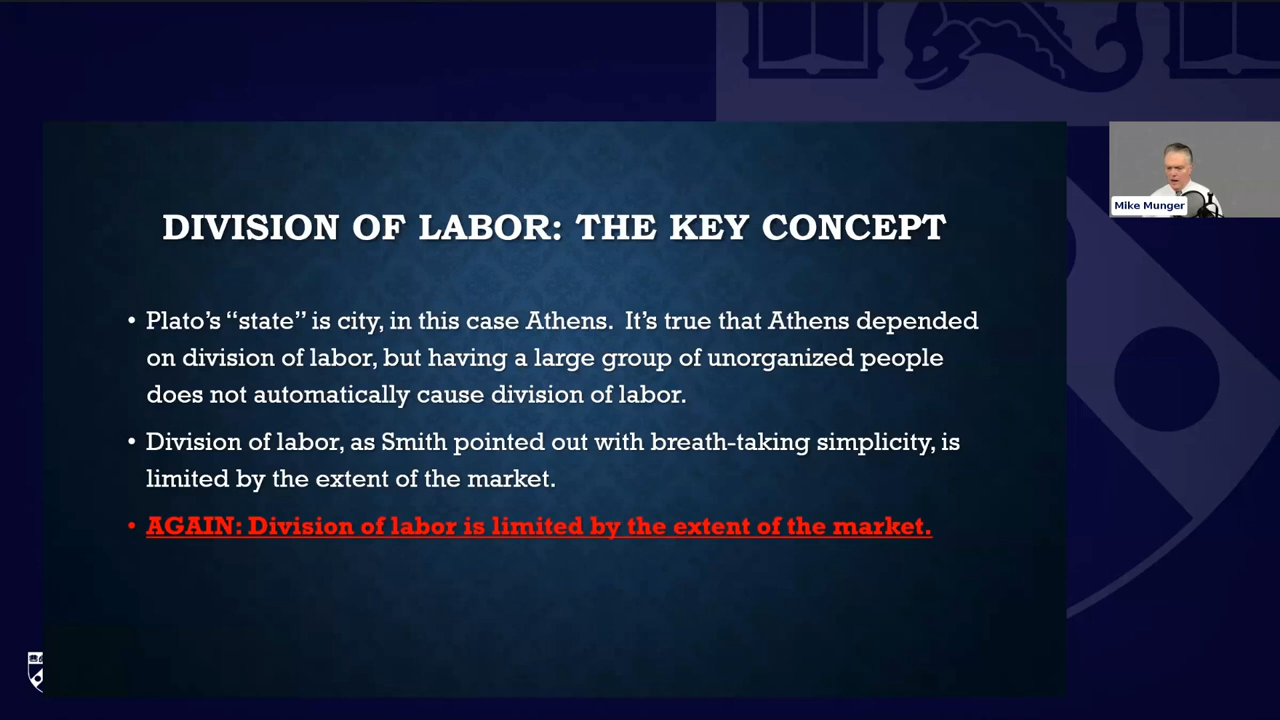 DIVISION OF LABOR: THE KEY CONCEPT
• Plato’s “state” is city, in this case Athens.  It’s true that Athens depended
on division of labor, but having a large group of unorganized people
does not automatically cause division of labor.
• Division of labor, as Smith pointed out with breath-taking simplicity, is
limited by the extent of the market.
• AGAIN: Division of labor is limited by the extent of the market.
Mike Munger